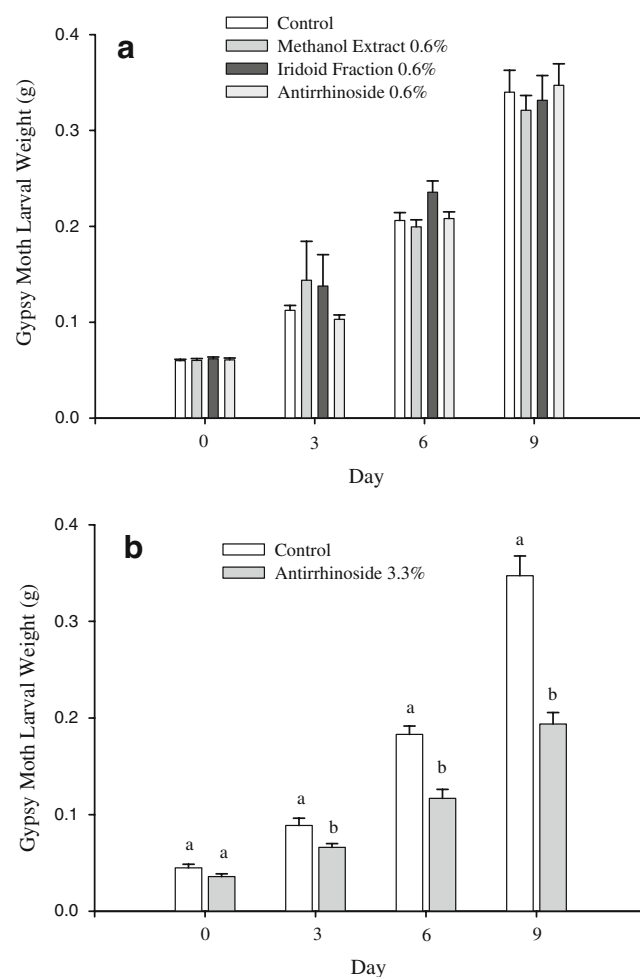 a
Control
Methanol Extract 0.6%
Iridoid Fraction 0.6%
Antirrhinoside 0.6%
Gypsy Moth Larval Weight (g)
0.4
0.3
0.2
0.1
0.0
0 3 6 9
Day
b
Control
Antirrhinoside 3.3%
Gypsy Moth Larval Weight (g)
0.4
0.3
0.2
0.1
0.0
a a
a b
a b
a b
0 3 6 9
Day